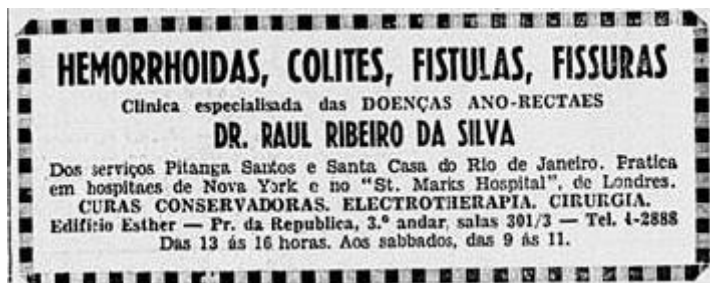 HEMORRHOIDAS, COLITES, FISTULAS, FISSURAS
Clinica especialisada das DOENÇAS ANO-RECTAES
DR. RAUL RIBEIRO DA SILVA
Dos serviços Pitanga Santos e Santa Casa do Rio de Janeiro. Pratica
em hospitaes de Nova York e no "St. Marks Hospital", de Londres.
CURAS CONSERVADORAS. ELECTROTHERAPIA. CIRURGIA.
Edificio Esther — Pr. da Republica, 3.º andar, salas 301/3 — Tel. 4-2888
Das 13 ás 16 horas. Aos sabbados, das 9 ás 11.